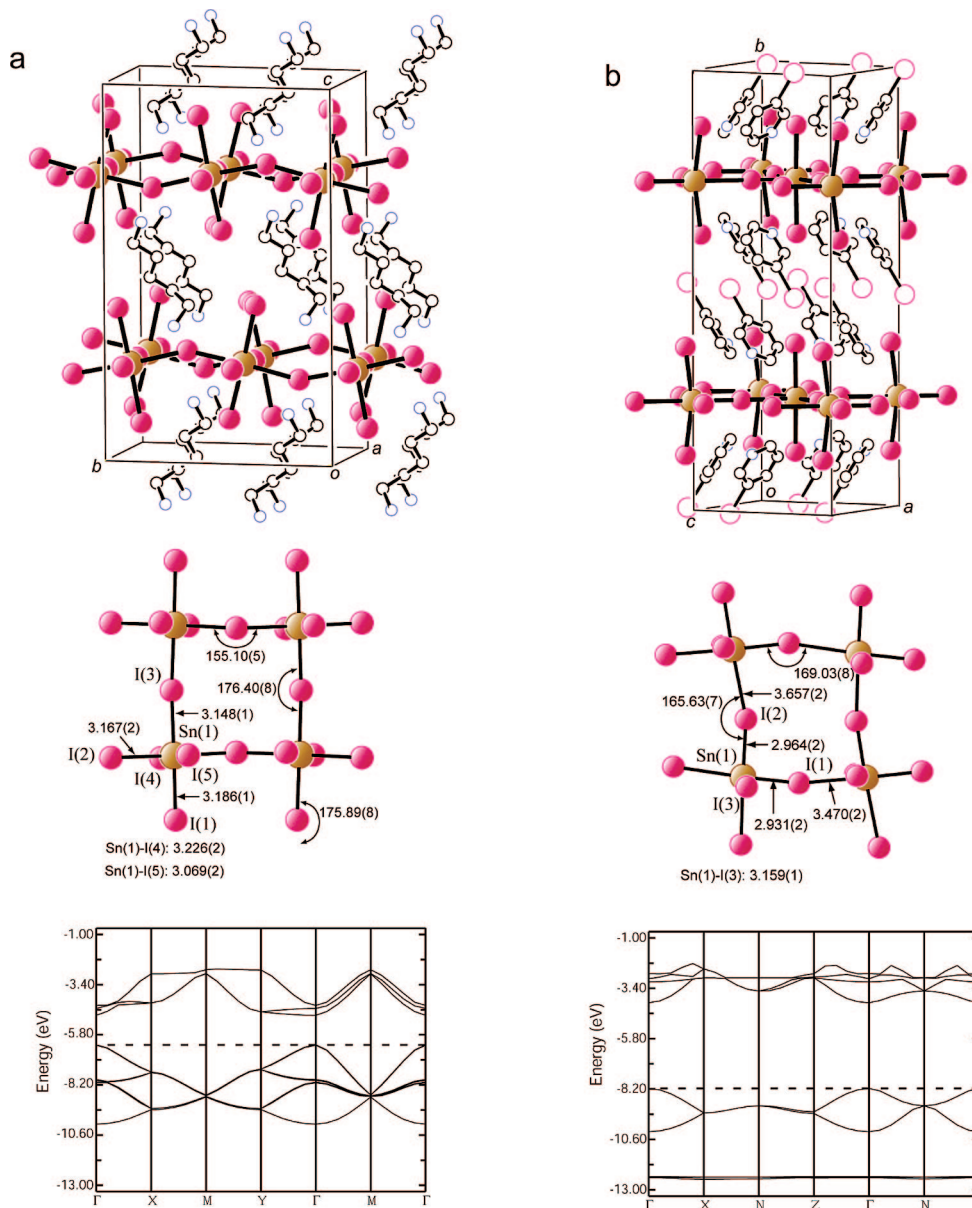 a
c
b
a
o
b
b
o
c
a
155.10(5)
I(3)
176.40(8)
3.148(1)
3.167(2)
Sn(1)
I(2)
I(4)
I(5)
3.186(1)
I(1)
175.89(8)
Sn(1)-I(4): 3.226(2)
Sn(1)-I(5): 3.069(2)
169.03(8)
165.63(7)
3.657(2)
I(2)
Sn(1)
2.964(2)
I(1)
I(3)
2.931(2)
3.470(2)
Sn(1)-I(3): 3.159(1)
Energy (eV)
-1.00
-3.40
-5.80
-8.20
-10.60
-13.00
Γ X M Y Γ M Γ
Energy (eV)
-1.00
-3.40
-5.80
-8.20
-10.60
-13.00
Γ X N Z Γ N